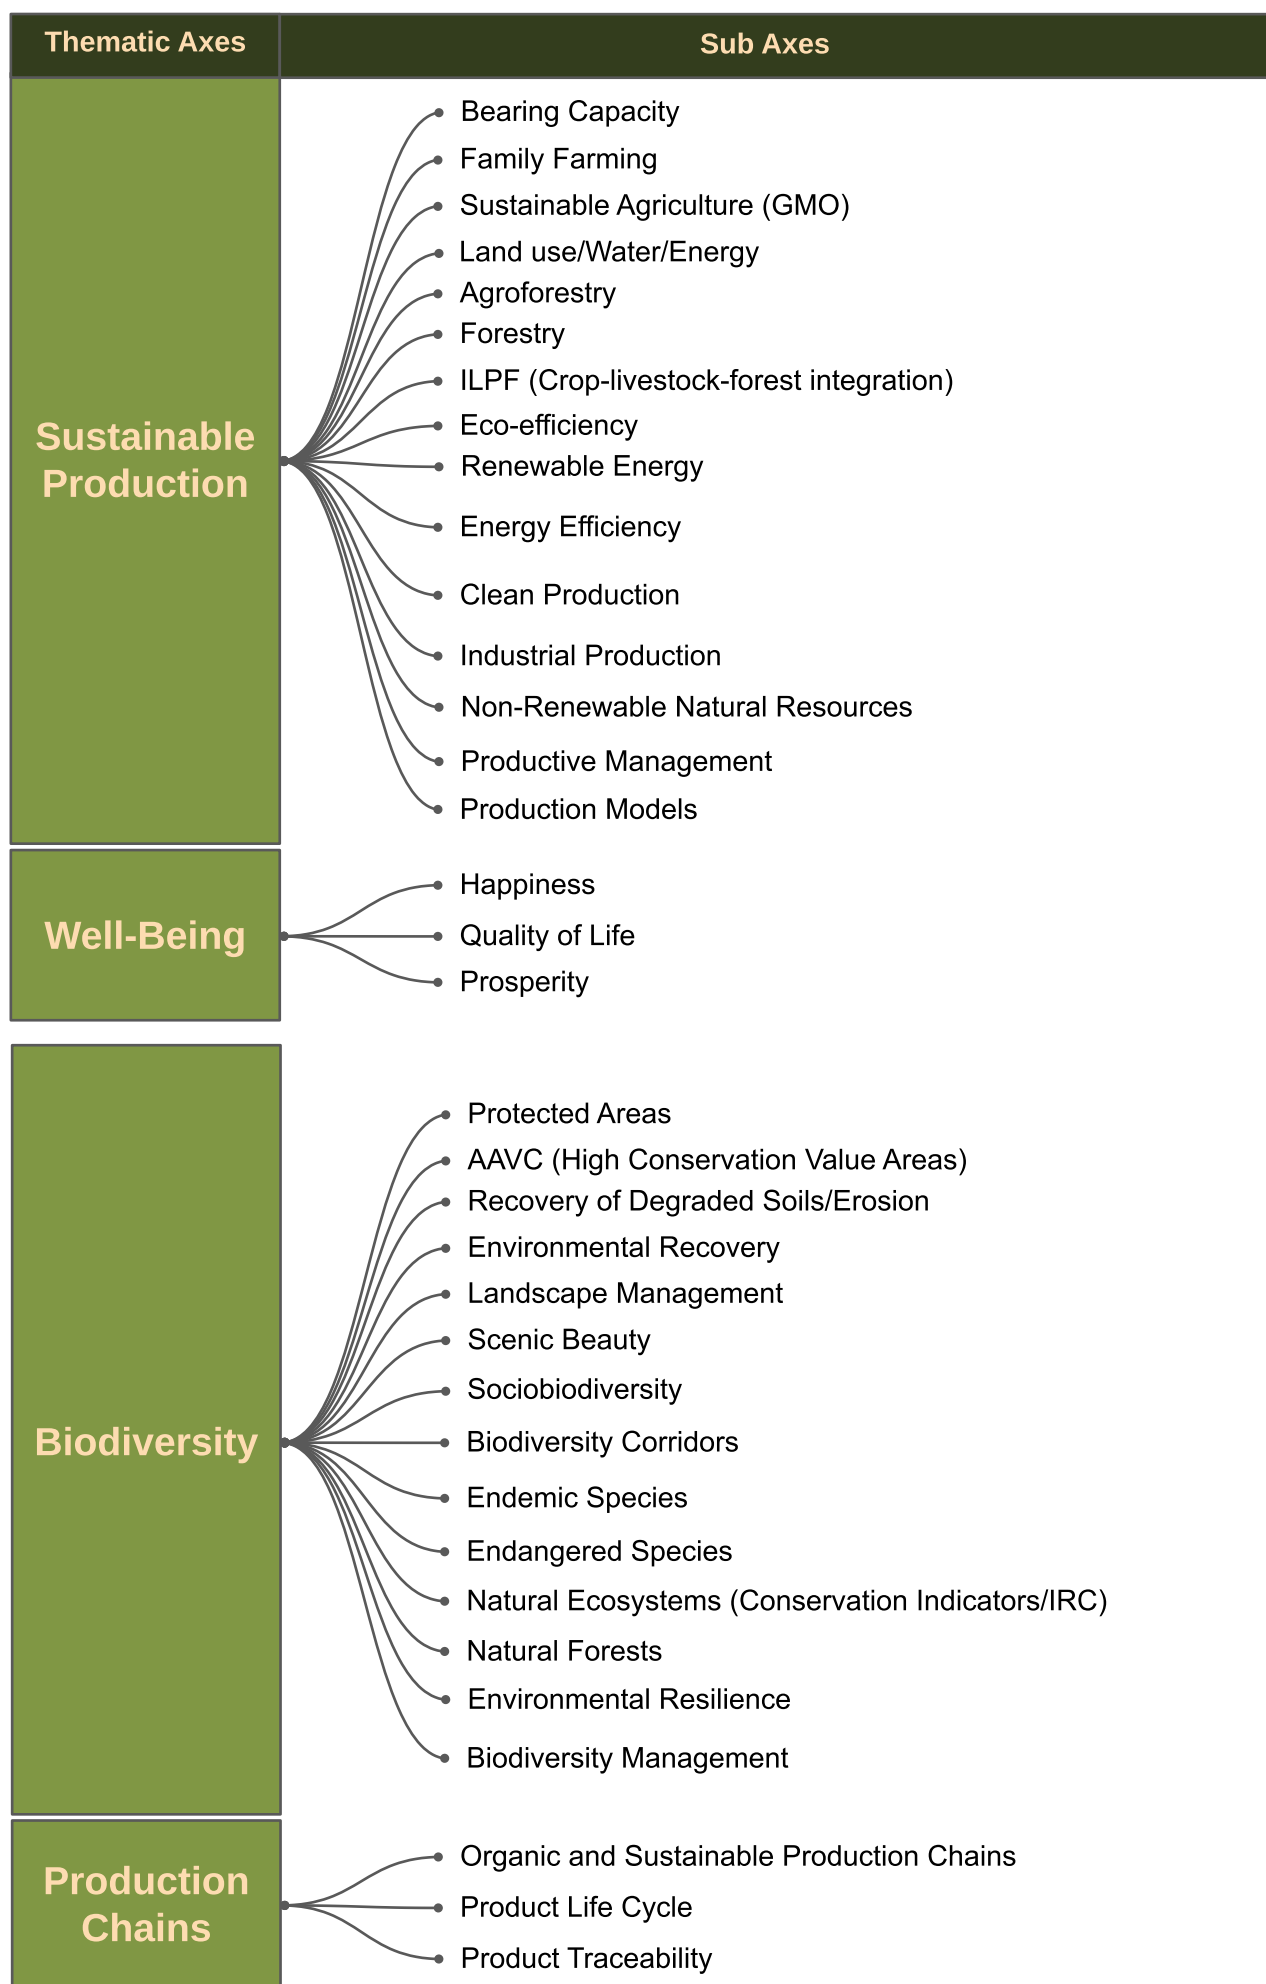 Thematic Axes
Sub Axes
Sustainable
Production
Bearing Capacity
Family Farming
Sustainable Agriculture (GMO)
Land use/Water/Energy
Agroforestry
Forestry
ILPF (Crop-livestock-forest integration)
Eco-efficiency
Renewable Energy
Energy Efficiency
Clean Production
Industrial Production
Non-Renewable Natural Resources
Productive Management
Production Models
Well-Being
Happiness
Quality of Life
Prosperity
Biodiversity
Protected Areas
AAVC (High Conservation Value Areas)
Recovery of Degraded Soils/Erosion
Environmental Recovery
Landscape Management
Scenic Beauty
Sociobiodiversity
Biodiversity Corridors
Endemic Species
Endangered Species
Natural Ecosystems (Conservation Indicators/IRC)
Natural Forests
Environmental Resilience
Biodiversity Management
Production
Chains
Organic and Sustainable Production Chains
Product Life Cycle
Product Traceability